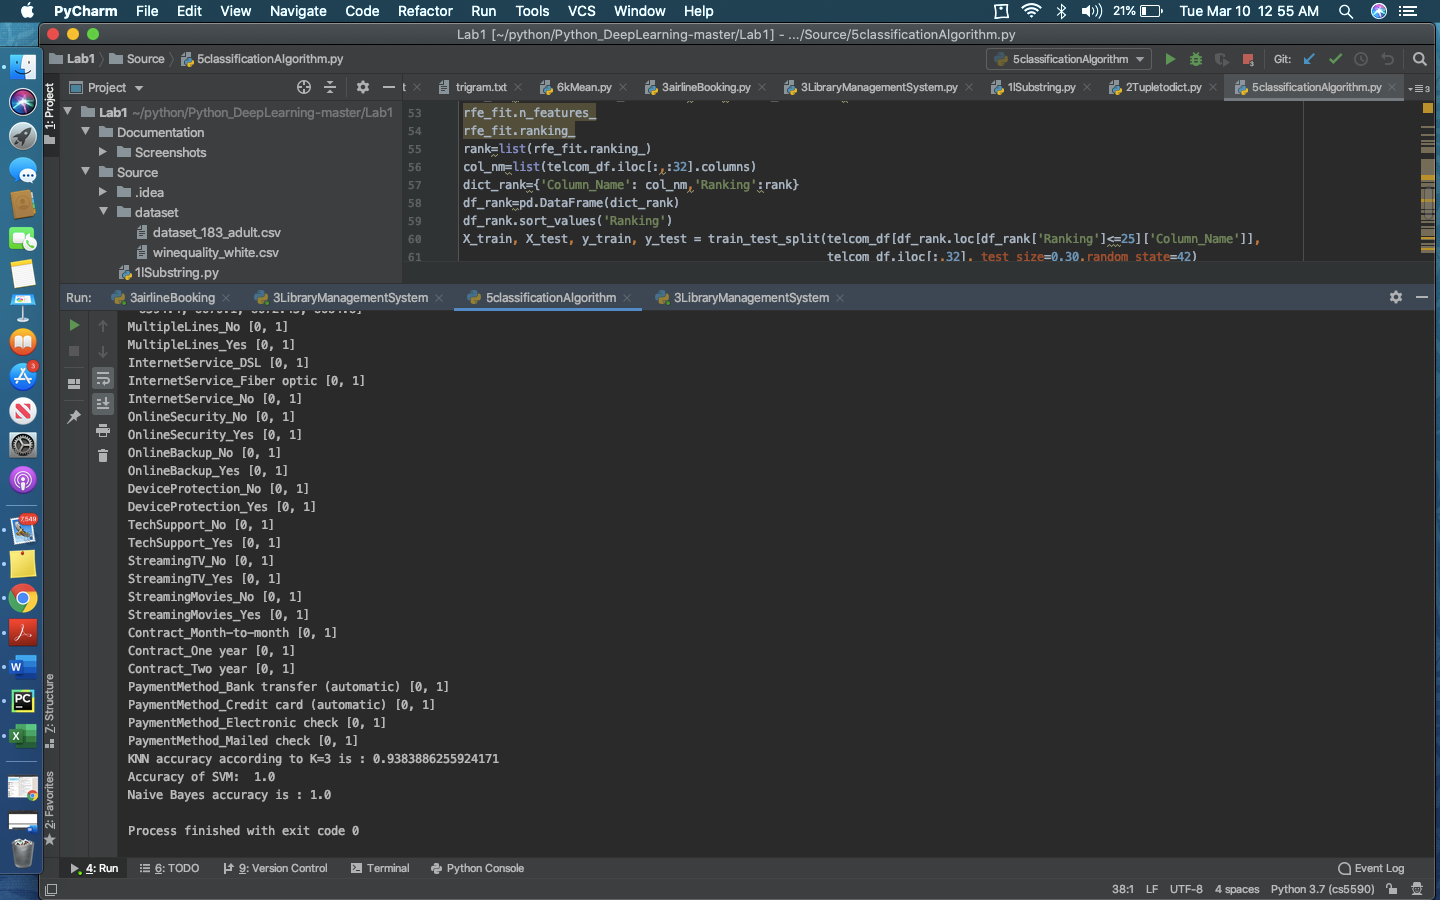 PyCharm File Edit View Navigate Code Refactor Run Tools VCS Window Help 21% Tue Mar 10 12 55 AM
Lab1 [~/python/Python_DeepLearning-master/Lab1] - .../Source/5classificationAlgorithm.py
Lab1 Source 5classificationAlgorithm.py 5classificationAlgorithm Git:
Project t trigram.txt 6kMean.py 3airlineBooking.py 3LibraryManagementSystem.py 1lSubstring.py 2Tupletodict.py 5classificationAlgorithm.py 3
1: Project
Lab1 ~/python/Python_DeepLearning-master/Lab1
Documentation
Screenshots
Source
.idea
dataset
dataset_183_adult.csv
winequality_white.csv
1lSubstring.py
53 rfe_fit.n_features_
54 rfe_fit.ranking_
55 rank=list(rfe_fit.ranking_)
56 col_nm=list(telcom_df.iloc[:,:32].columns)
57 dict_rank={'Column_Name': col_nm,'Ranking':rank}
58 df_rank=pd.DataFrame(dict_rank)
59 df_rank.sort_values('Ranking')
60 X_train, X_test, y_train, y_test = train_test_split(telcom_df[df_rank.loc[df_rank['Ranking']<=25]['Column_Name']],
61 telcom_df.iloc[:,32], test_size=0.30,random_state=42)
Run: 3airlineBooking 3LibraryManagementSystem 5classificationAlgorithm 3LibraryManagementSystem
MultipleLines_No [0, 1]
MultipleLines_Yes [0, 1]
InternetService_DSL [0, 1]
InternetService_Fiber optic [0, 1]
InternetService_No [0, 1]
OnlineSecurity_No [0, 1]
OnlineSecurity_Yes [0, 1]
OnlineBackup_No [0, 1]
OnlineBackup_Yes [0, 1]
DeviceProtection_No [0, 1]
DeviceProtection_Yes [0, 1]
TechSupport_No [0, 1]
TechSupport_Yes [0, 1]
StreamingTV_No [0, 1]
StreamingTV_Yes [0, 1]
StreamingMovies_No [0, 1]
StreamingMovies_Yes [0, 1]
Contract_Month-to-month [0, 1]
Contract_One year [0, 1]
Contract_Two year [0, 1]
PaymentMethod_Bank transfer (automatic) [0, 1]
PaymentMethod_Credit card (automatic) [0, 1]
PaymentMethod_Electronic check [0, 1]
PaymentMethod_Mailed check [0, 1]
KNN accuracy according to K=3 is : 0.9383886255924171
Accuracy of SVM:  1.0
Naive Bayes accuracy is : 1.0
Process finished with exit code 0
Z: Structure
2: Favorites
3
7,549
W
PC
X
4: Run 6: TODO 9: Version Control Terminal Python Console Event Log
38:1 LF UTF-8 4 spaces Python 3.7 (cs5590)